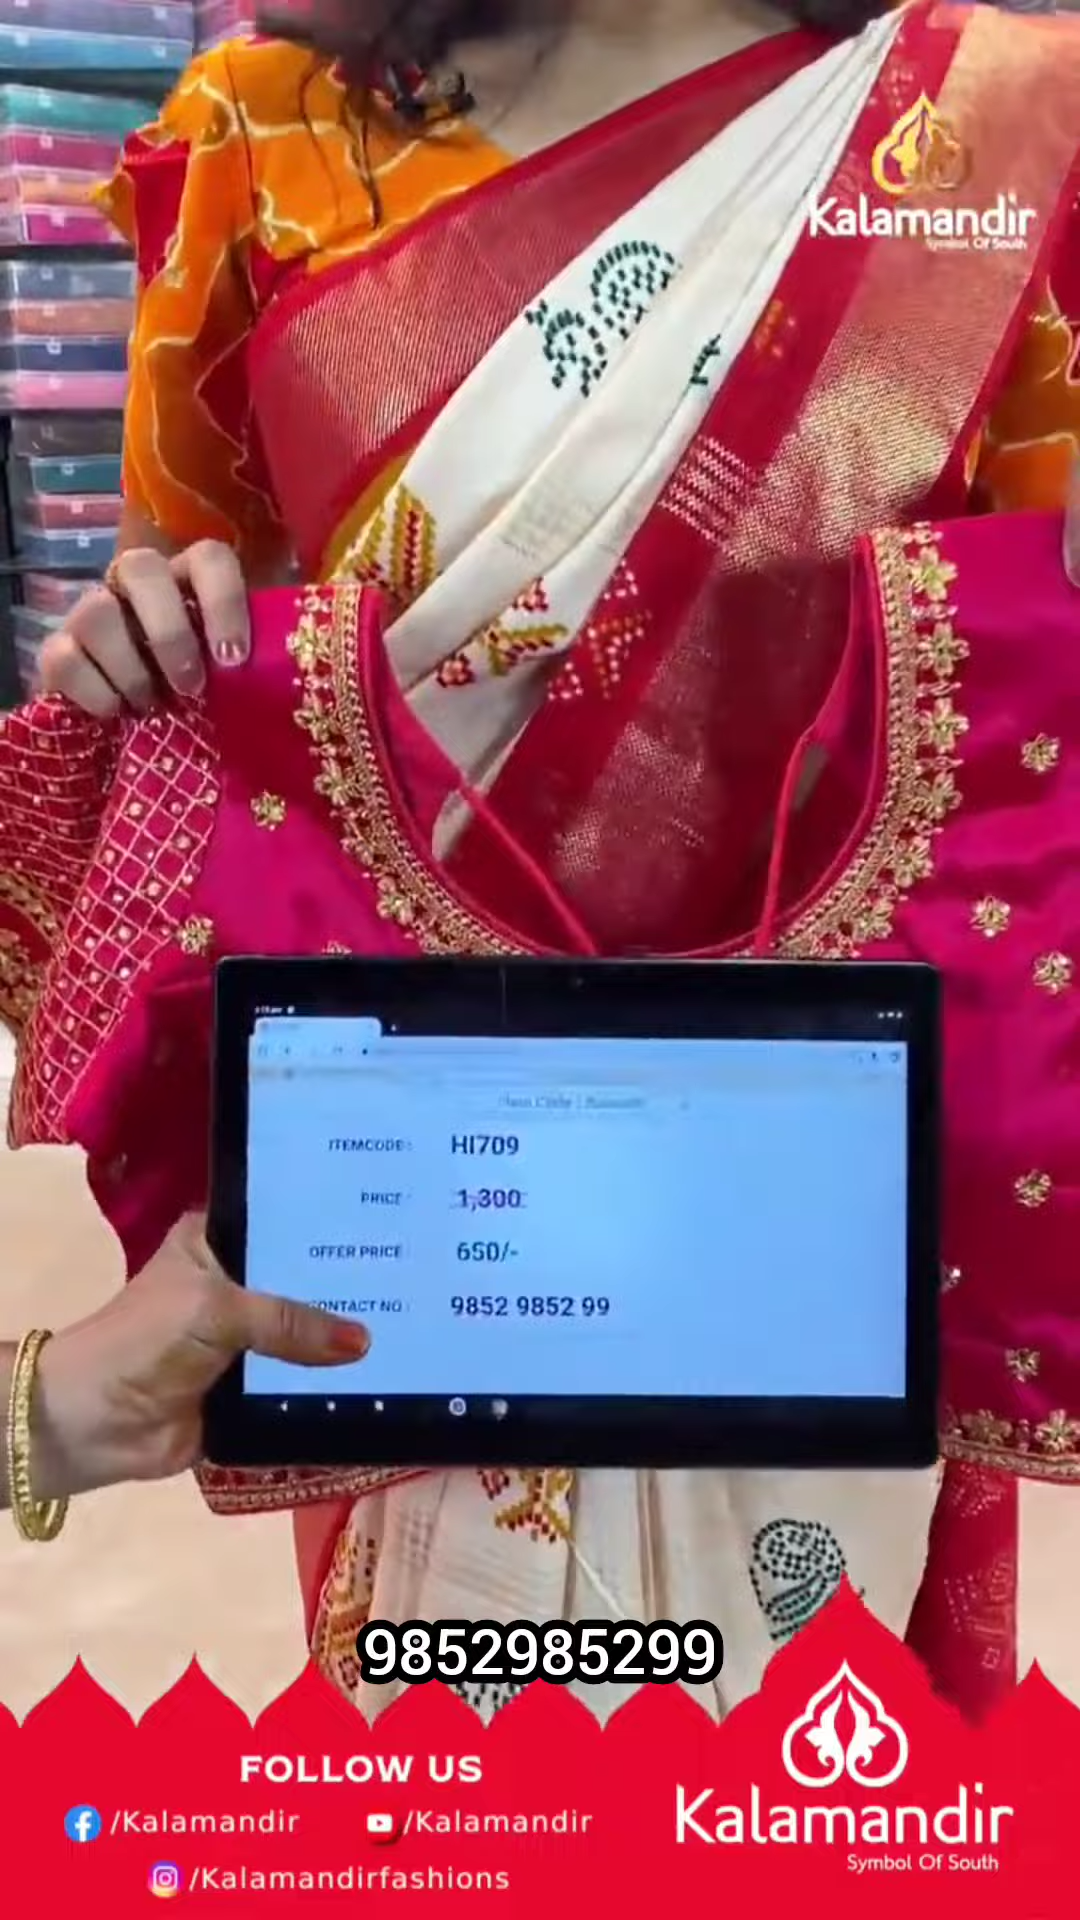 Kalamandir
Symbol Of South
ITEMCODE :
HI709
PRICE :
1,300
OFFER PRICE
650/-
CONTACT NO :
9852 9852 99
9852985299
FOLLOW US
/Kalamandir
/Kalamandir
/Kalamandirfashions
Kalamandir
Symbol Of South